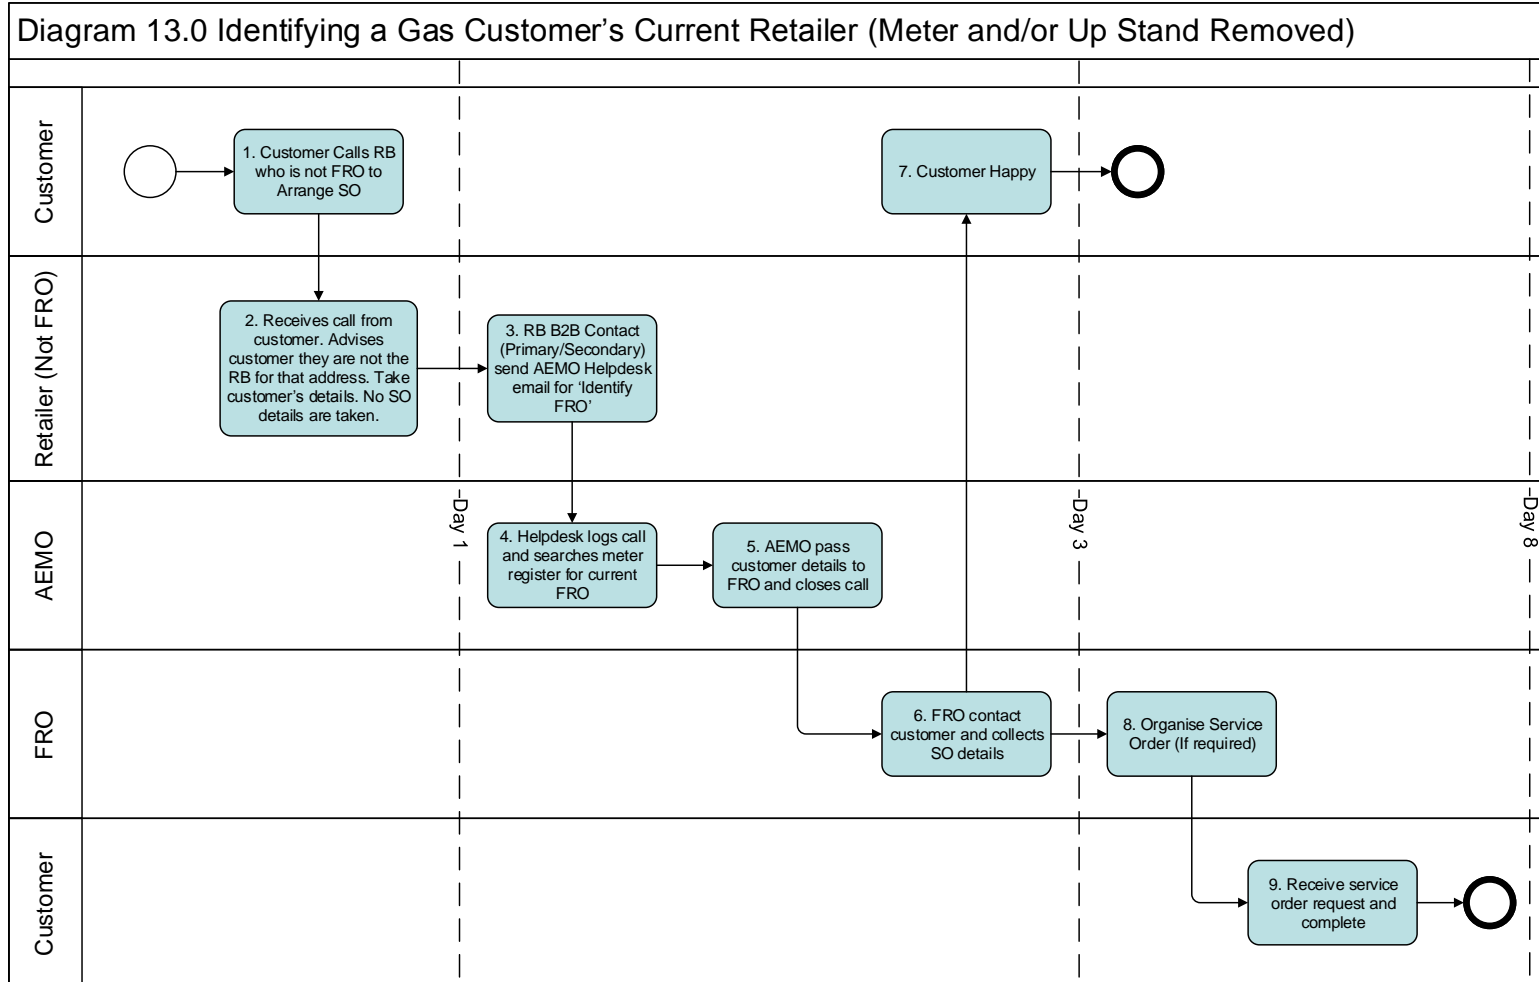 Diagram 13.0 Identifying a Gas Customer’s Current Retailer (Meter and/or Up Stand Removed)
Customer
1. Customer Calls RB
who is not FRO to
Arrange SO
7. Customer Happy
Retailer (Not FRO)
2. Receives call from
customer. Advises
customer they are not the
RB for that address. Take
customer’s details. No SO
details are taken.
3. RB B2B Contact
(Primary/Secondary)
send AEMO Helpdesk
email for ‘Identify
FRO’
AEMO
Day 1
4. Helpdesk logs call
and searches meter
register for current
FRO
5. AEMO pass
customer details to
FRO and closes call
Day 3
Day 8
FRO
6. FRO contact
customer and collects
SO details
8. Organise Service
Order (If required)
Customer
9. Receive service
order request and
complete